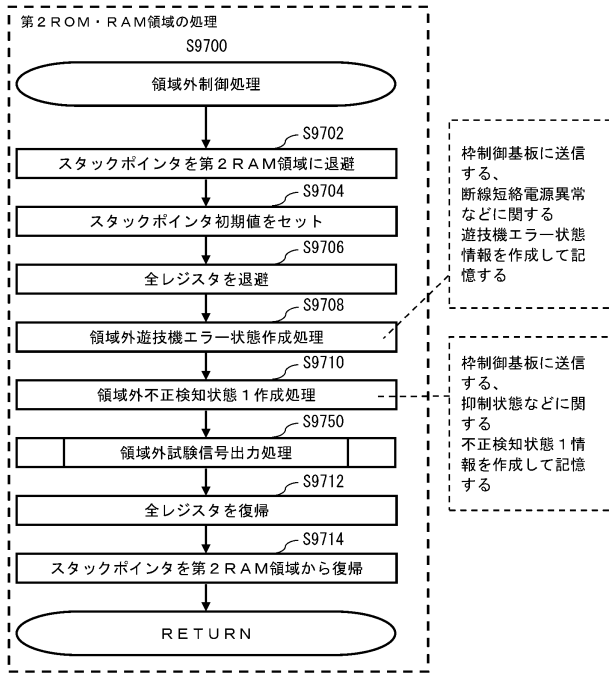 第２ＲＯＭ・ＲＡＭ領域の処理
S9700
領域外制御処理
S9702
スタックポインタを第２ＲＡＭ領域に退避
S9704
スタックポインタ初期値をセット
S9706
全レジスタを退避
S9708
領域外遊技機エラー状態作成処理
S9710
領域外不正検知状態１作成処理
S9750
領域外試験信号出力処理
S9712
全レジスタを復帰
S9714
スタックポインタを第２ＲＡＭ領域から復帰
ＲＥＴＵＲＮ
枠制御基板に送信
する、
断線短絡電源異常
などに関する
遊技機エラー状態
情報を作成して記
憶する
枠制御基板に送信
する、
抑制状態などに関
する
不正検知状態１情
報を作成して記憶
する